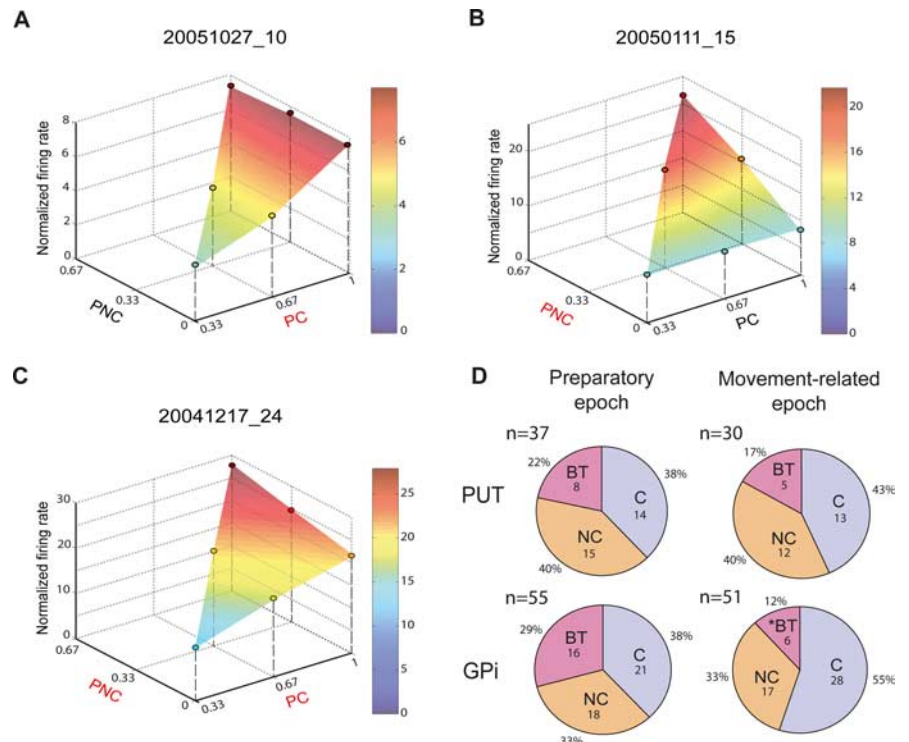 A
20051027_10
Normalized firing rate
8
6
4
2
0
0.67
0.33
0
PNC
0.33
0.67
1
PC
6
4
2
0
B
20050111_15
Normalized firing rate
20
10
0
0.67
0.33
0
PNC
0.33
0.67
1
PC
20
16
12
8
4
0
C
20041217_24
Normalized firing rate
30
20
10
0
0.67
0.33
0
PNC
0.33
0.67
1
PC
25
20
15
10
5
0
D
Preparatory epoch
Movement-related epoch
PUT
n=37
22%
BT
8
38%
C
14
NC
15
40%
n=30
17%
BT
5
43%
C
13
NC
12
40%
GPi
n=55
29%
BT
16
38%
C
21
NC
18
33%
n=51
12%
*BT
6
C
28
55%
NC
17
33%